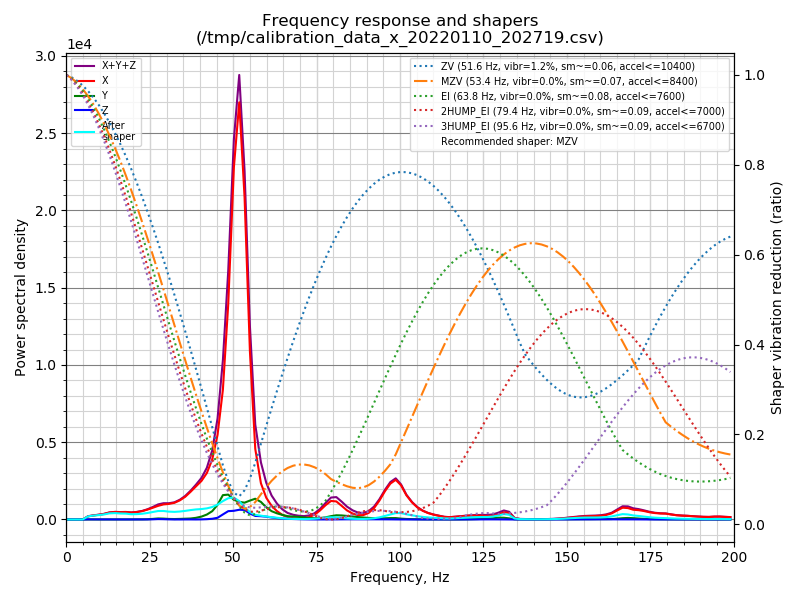 Frequency response and shapers
(/tmp/calibration_data_x_20220110_202719.csv)
1e4
X+Y+Z
X
Y
Z
After
shaper
ZV (51.6 Hz, vibr=1.2%, sm~=0.06, accel<=10400)
MZV (53.4 Hz, vibr=0.0%, sm~=0.07, accel<=8400)
EI (63.8 Hz, vibr=0.0%, sm~=0.08, accel<=7600)
2HUMP_EI (79.4 Hz, vibr=0.0%, sm~=0.09, accel<=7000)
3HUMP_EI (95.6 Hz, vibr=0.0%, sm~=0.09, accel<=6700)
Recommended shaper: MZV
Power spectral density
3.0
2.5
2.0
1.5
1.0
0.5
0.0
Shaper vibration reduction (ratio)
1.0
0.8
0.6
0.4
0.2
0.0
0 25 50 75 100 125 150 175 200
Frequency, Hz